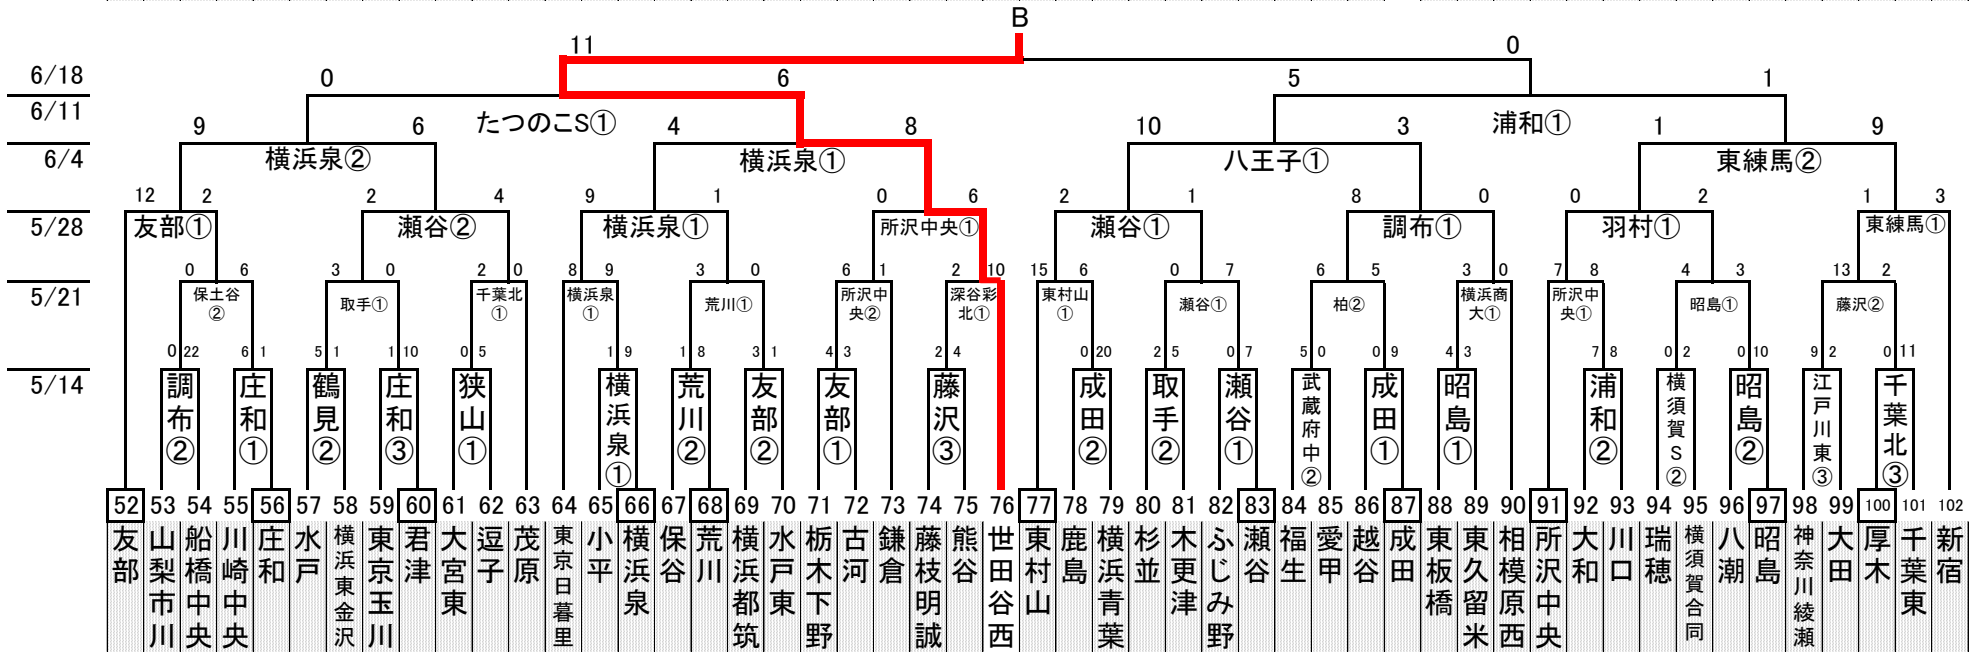 B
11 0
6/18 0 6 5 1
6/11 たつのこS① 浦和①
9 6 4 8 10 3 1 9
6/4 横浜泉② 横浜泉① 八王子① 東練馬②
12 2 2 4 9 1 0 6 2 1 8 0 0 2 1 3
5/28 友部① 瀬谷② 横浜泉① 所沢中央① 瀬谷① 調布① 羽村① 東練馬①
0 6 3 0 2 0 8 9 3 0 6 1 2 10 15 6 0 7 6 5 3 0 7 8 4 3 13 2
5/21 保土谷② 取手① 千葉北① 横浜泉① 荒川① 所沢中央② 深谷彩北① 東村山① 瀬谷① 柏② 横浜商大① 所沢中央① 昭島① 藤沢②
0 22 6 1 5 1 1 10 0 5 1 9 1 8 3 1 4 3 2 4 0 20 2 5 0 7 5 0 0 9 4 3 7 8 0 2 0 10 9 2 0 11
5/14 調布② 庄和① 鶴見② 庄和③ 狭山① 横浜泉① 荒川② 友部② 友部① 藤沢③ 成田② 取手② 瀬谷① 武蔵府中② 成田① 昭島① 浦和② 横須賀S② 昭島② 江戸川東③ 千葉北③
52 53 54 55 56 57 58 59 60 61 62 63 64 65 66 67 68 69 70 71 72 73 74 75 76 77 78 79 80 81 82 83 84 85 86 87 88 89 90 91 92 93 94 95 96 97 98 99 100 101 102
友部 山梨市川 船橋中央 川崎中央 庄和 水戸 横浜東金沢 東京玉川 君津 大宮東 逗子 茂原 東京日暮里 小平 横浜泉 保谷 荒川 横浜都筑 水戸東 栃木下野 古河 鎌倉 藤枝明誠 熊谷 世田谷西 東村山 鹿島 横浜青葉 杉並 木更津 ふじみ野 瀬谷 福生 愛甲 越谷 成田 東板橋 東久留米 相模原西 所沢中央 大和 川口 瑞穂 横須賀合同 八潮 昭島 神奈川綾瀬 大田 厚木 千葉東 新宿